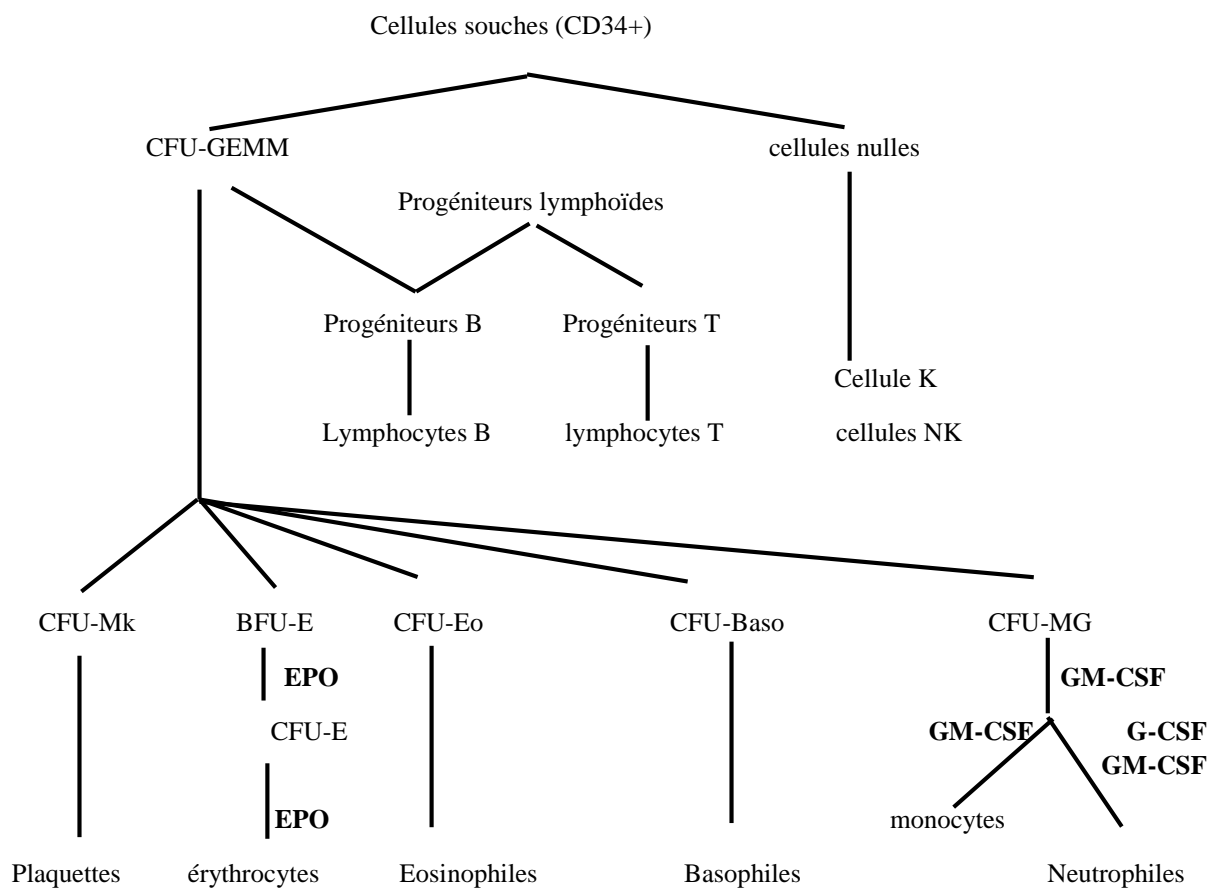 Cellules souches (CD34+)
CFU-GEMM
cellules nulles
Progéniteurs lymphoïdes
Progéniteurs B
Progéniteurs T
Cellule K
Lymphocytes B
lymphocytes T
cellules NK
CFU-Mk
BFU-E
CFU-Eo
CFU-Baso
CFU-MG
EPO
GM-CSF
CFU-E
GM-CSF
G-CSF
GM-CSF
EPO
monocytes
Plaquettes
érythrocytes
Eosinophiles
Basophiles
Neutrophiles